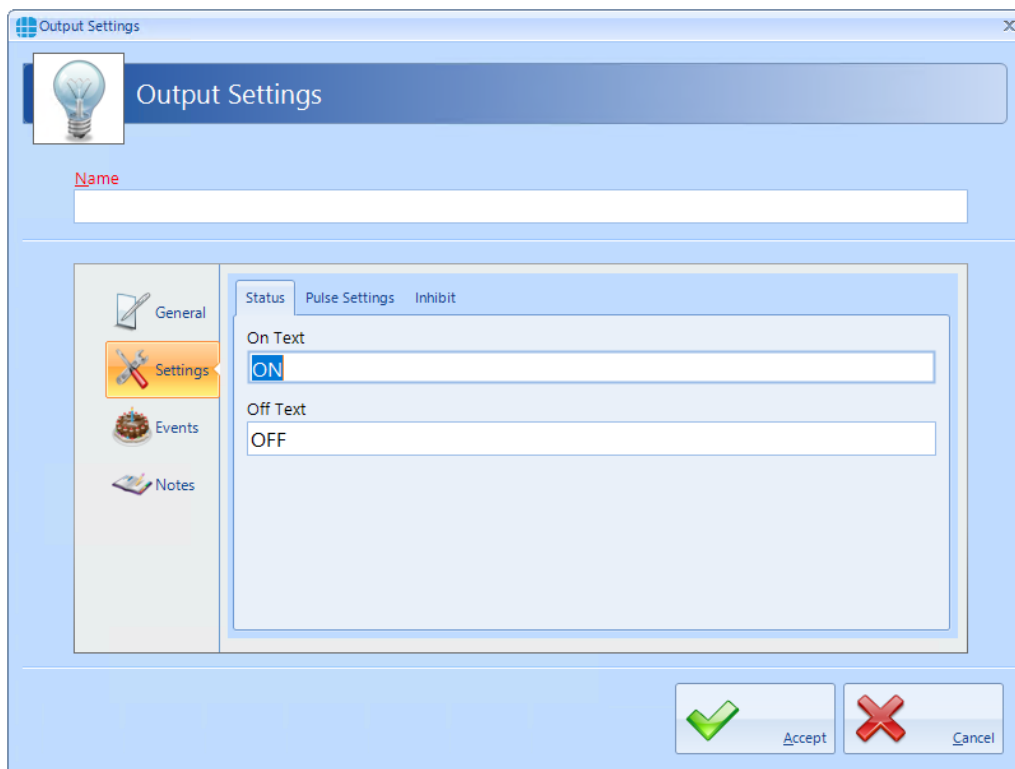 Output Settings
Output Settings
Name
General
Settings
Events
Notes
Status Pulse Settings Inhibit
On Text
ON
Off Text
OFF
Accept
Cancel